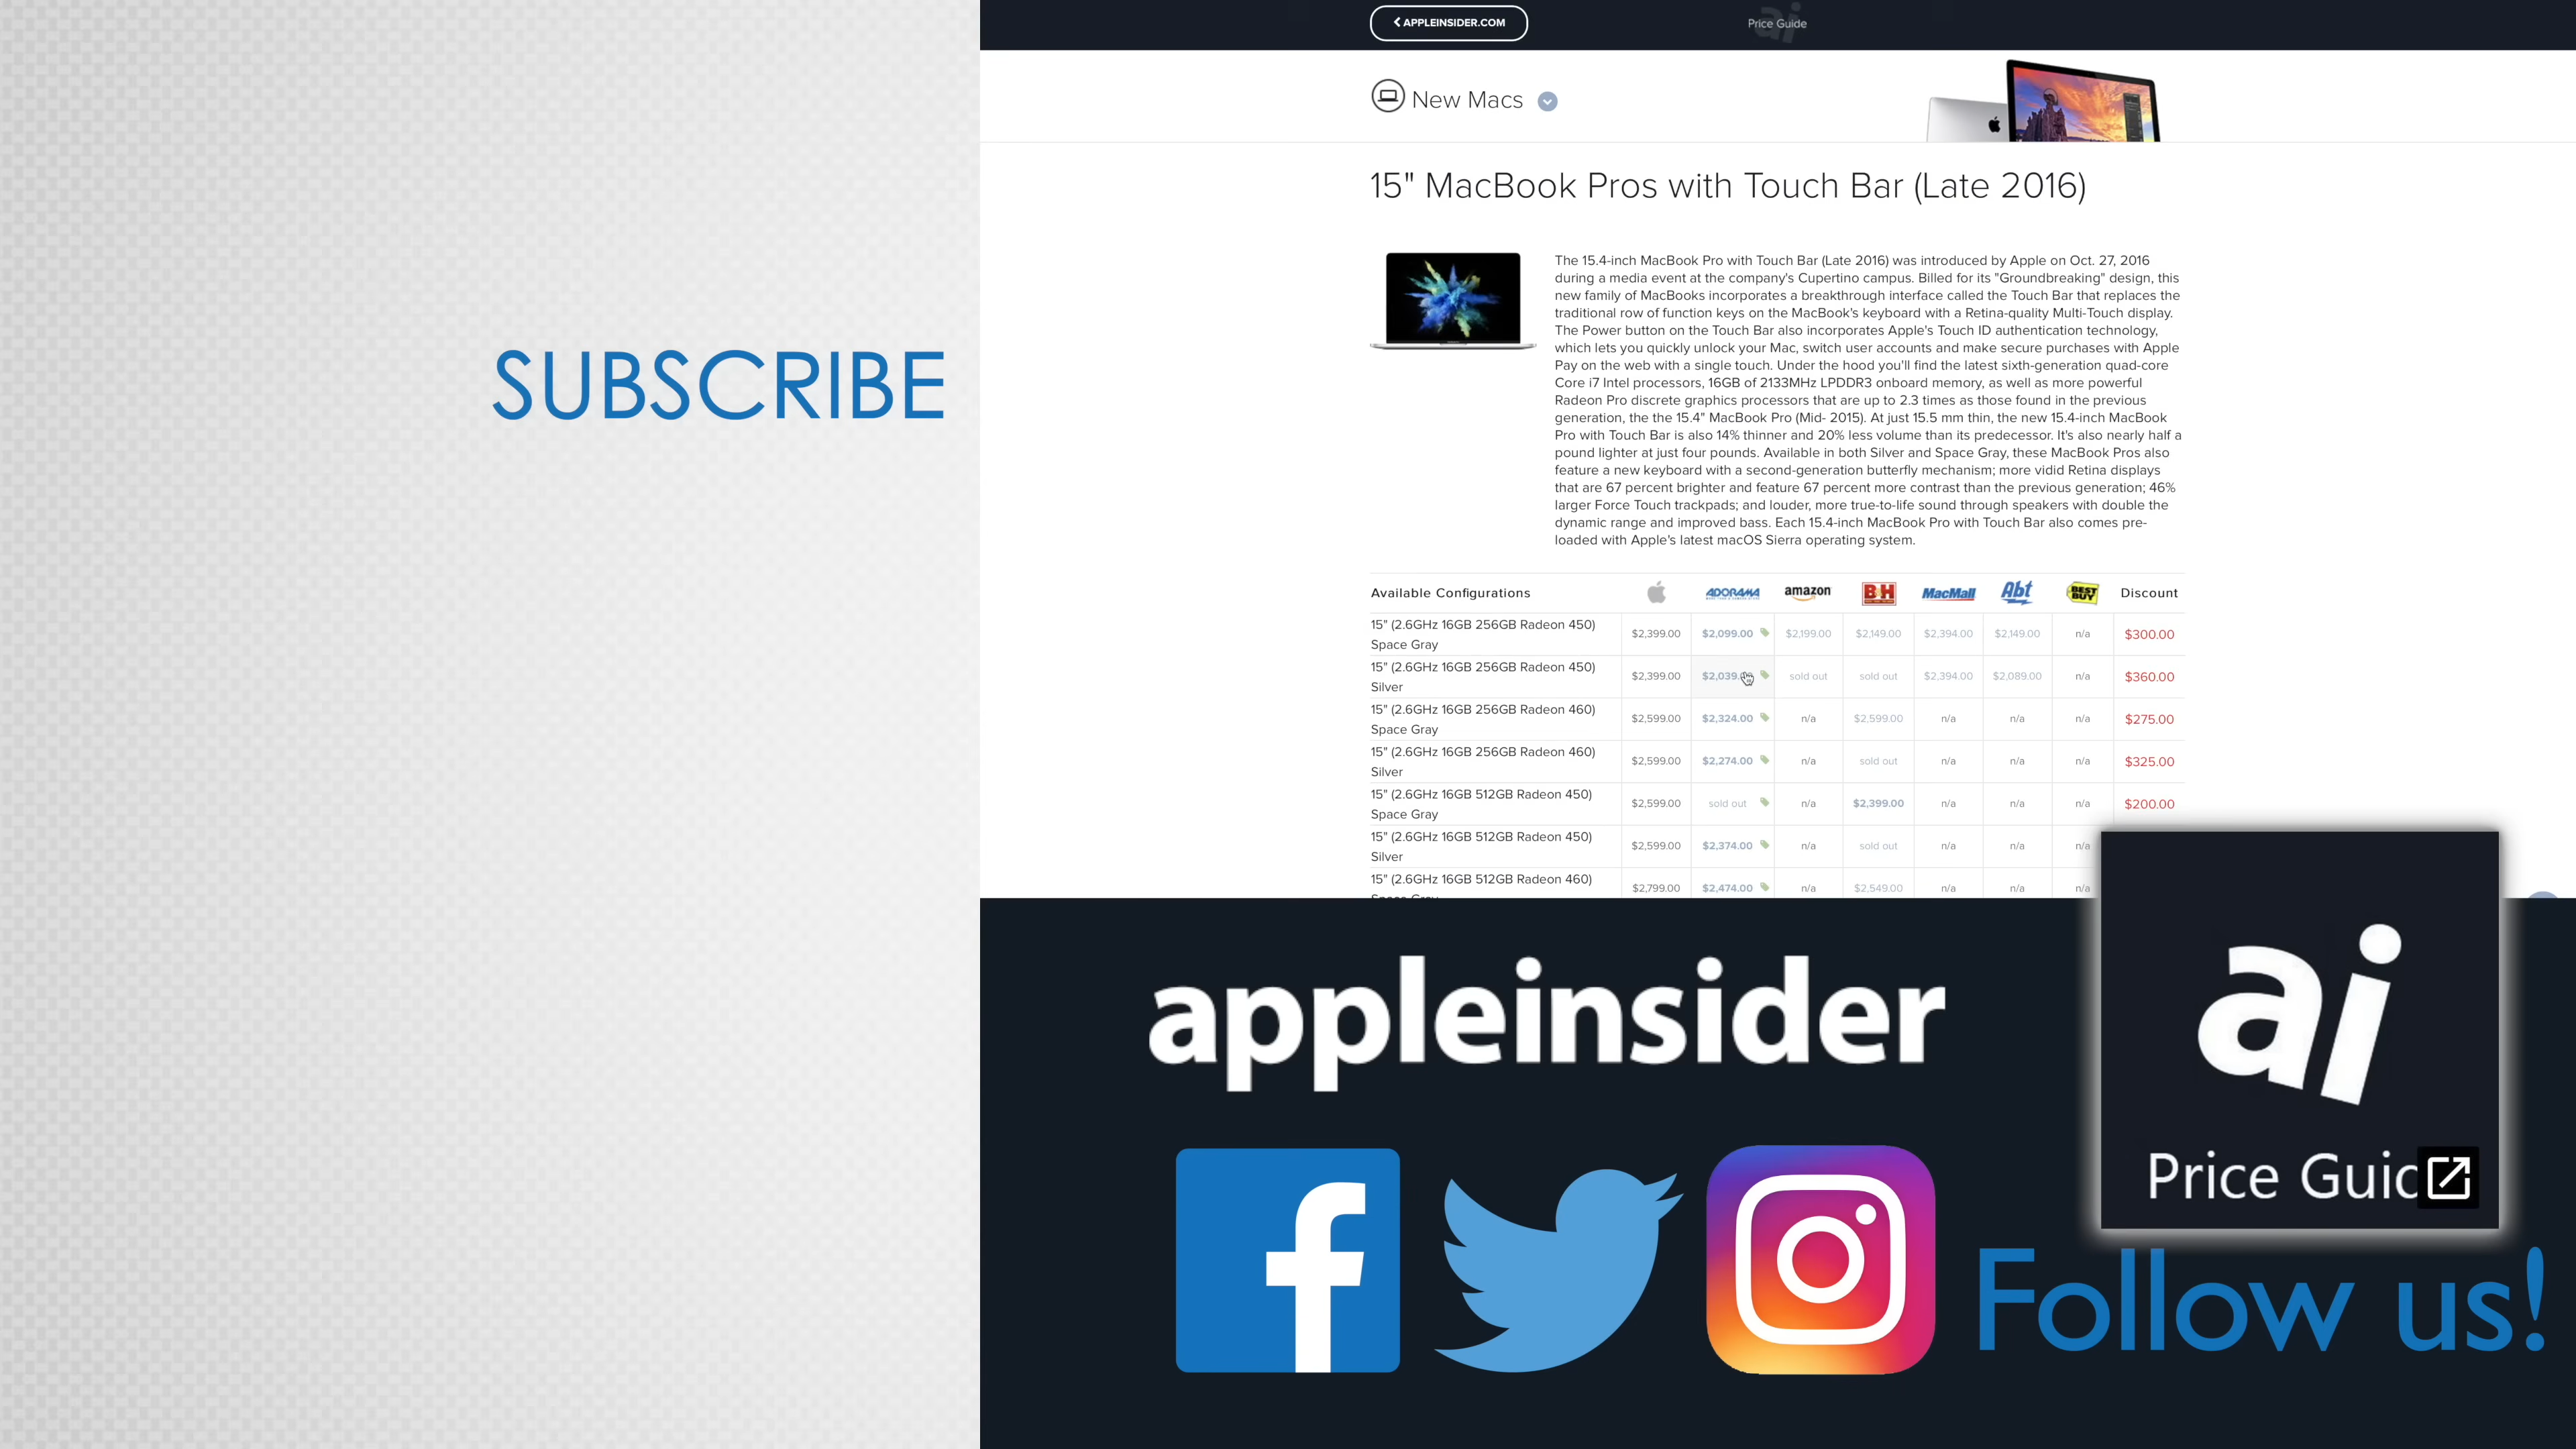 SUBSCRIBE
APPLEINSIDER.COM
ai
Price Guide
New Macs
15" MacBook Pros with Touch Bar (Late 2016)
The 15.4-inch MacBook Pro with Touch Bar (Late 2016) was introduced by Apple on Oct. 27, 2016
during a media event at the company's Cupertino campus. Billed for its "Groundbreaking" design, this
new family of MacBooks incorporates a breakthrough interface called the Touch Bar that replaces the
traditional row of function keys on the MacBook's keyboard with a Retina-quality Multi-Touch display.
The Power button on the Touch Bar also incorporates Apple's Touch ID authentication technology,
which lets you quickly unlock your Mac, switch user accounts and make secure purchases with Apple
Pay on the web with a single touch. Under the hood you'll find the latest sixth-generation quad-core
Core i7 Intel processors, 16GB of 2133MHz LPDDR3 onboard memory, as well as more powerful
Radeon Pro discrete graphics processors that are up to 2.3 times as those found in the previous
generation, the the 15.4" MacBook Pro (Mid- 2015). At just 15.5 mm thin, the new 15.4-inch MacBook
Pro with Touch Bar is also 14% thinner and 20% less volume than its predecessor. It's also nearly half a
pound lighter at just four pounds. Available in both Silver and Space Gray, these MacBook Pros also
feature a new keyboard with a second-generation butterfly mechanism; more vidid Retina displays
that are 67 percent brighter and feature 67 percent more contrast than the previous generation; 46%
larger Force Touch trackpads; and louder, more true-to-life sound through speakers with double the
dynamic range and improved bass. Each 15.4-inch MacBook Pro with Touch Bar also comes pre-
loaded with Apple's latest macOS Sierra operating system.
Available Configurations ADORAMA amazon B&H MacMall Abt BEST BUY Discount
15" (2.6GHz 16GB 256GB Radeon 450) Space Gray $2,399.00 $2,099.00 $2,199.00 $2,149.00 $2,394.00 $2,149.00 n/a $300.00
15" (2.6GHz 16GB 256GB Radeon 450) Silver $2,399.00 $2,039. sold out sold out $2,394.00 $2,089.00 n/a $360.00
15" (2.6GHz 16GB 256GB Radeon 460) Space Gray $2,599.00 $2,324.00 n/a $2,599.00 n/a n/a n/a $275.00
15" (2.6GHz 16GB 256GB Radeon 460) Silver $2,599.00 $2,274.00 n/a sold out n/a n/a n/a $325.00
15" (2.6GHz 16GB 512GB Radeon 450) Space Gray $2,599.00 sold out n/a $2,399.00 n/a n/a n/a $200.00
15" (2.6GHz 16GB 512GB Radeon 450) Silver $2,599.00 $2,374.00 n/a sold out n/a n/a n/a
15" (2.6GHz 16GB 512GB Radeon 460) $2,799.00 $2,474.00 n/a $2,549.00 n/a n/a n/a
appleinsider
ai
Price Guid
Follow us!